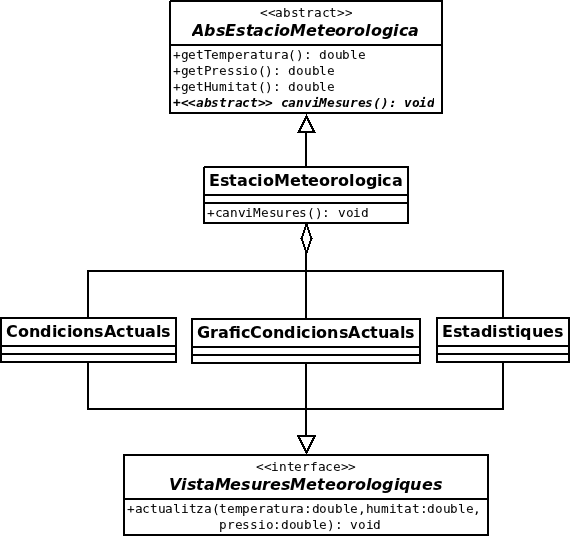 <<abstract>>
AbsEstacioMeteorologica
+getTemperatura(): double
+getPressio(): double
+getHumitat(): double
+<<abstract>> canviMesures(): void
EstacioMeteorologica
+canviMesures(): void
CondicionsActuals
GraficCondicionsActuals
Estadistiques
<<interface>>
VistaMesuresMeteorologiques
+actualitza(temperatura:double,humitat:double,
pressio:double): void